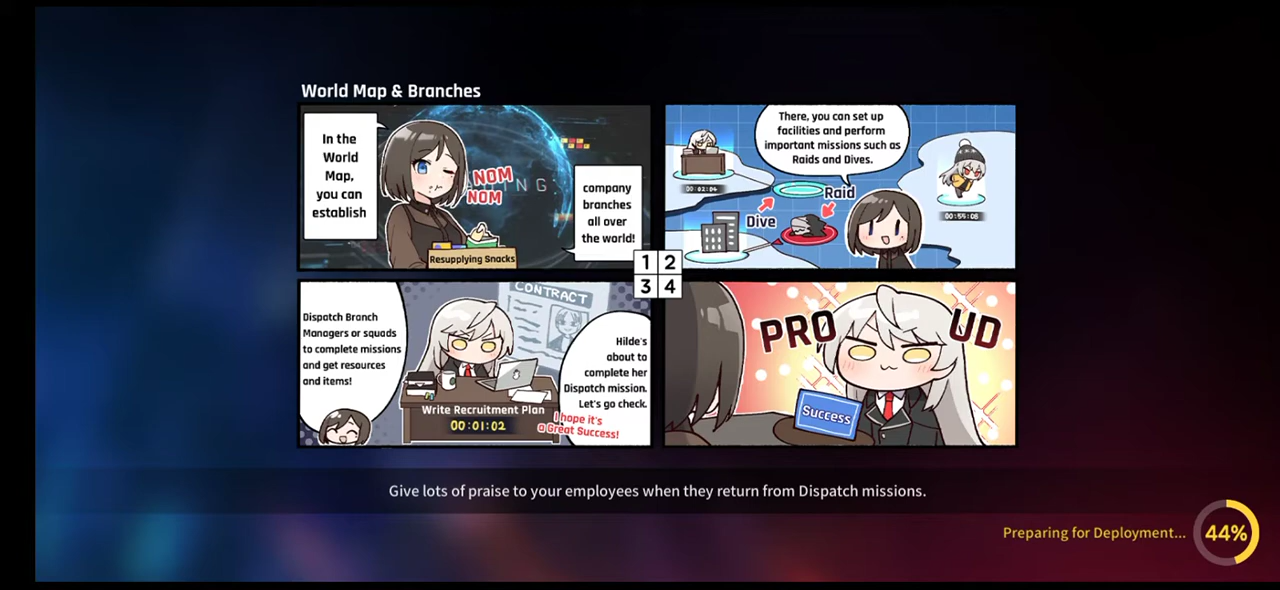 World Map & Branches
In the
World
Map,
you can
establish
NOM
NOM
company
branches
all over
the world!
Resupplying Snacks
There, you can set up
facilities and perform
important missions such as
Raids and Dives.
00:02:04
Raid
Dive
00:55:08
1 2
3 4
Dispatch Branch
Managers or squads
to complete missions
and get resources
and items!
CONTRACT
Hilde's
about to
complete her
Dispatch mission.
Let's go check.
Write Recruitment Plan
00:01:02
I hope it's
a Great Success!
PRO UD
Success
Give lots of praise to your employees when they return from Dispatch missions.
Preparing for Deployment... 44%